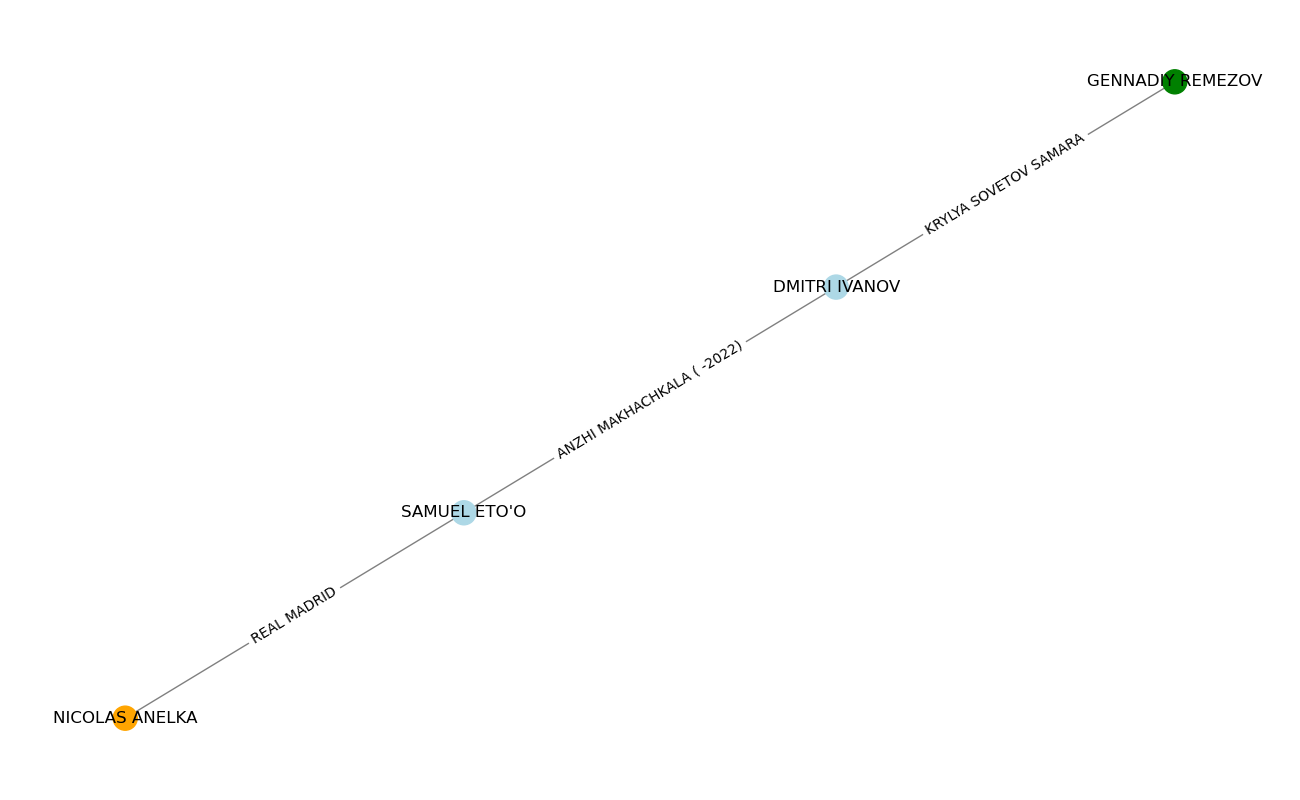 GENNADIY REMEZOV
KRYLYA SOVETOV SAMARA
DMITRI IVANOV
ANZHI MAKHACHKALA ( -2022)
SAMUEL ETO'O
REAL MADRID
NICOLAS ANELKA